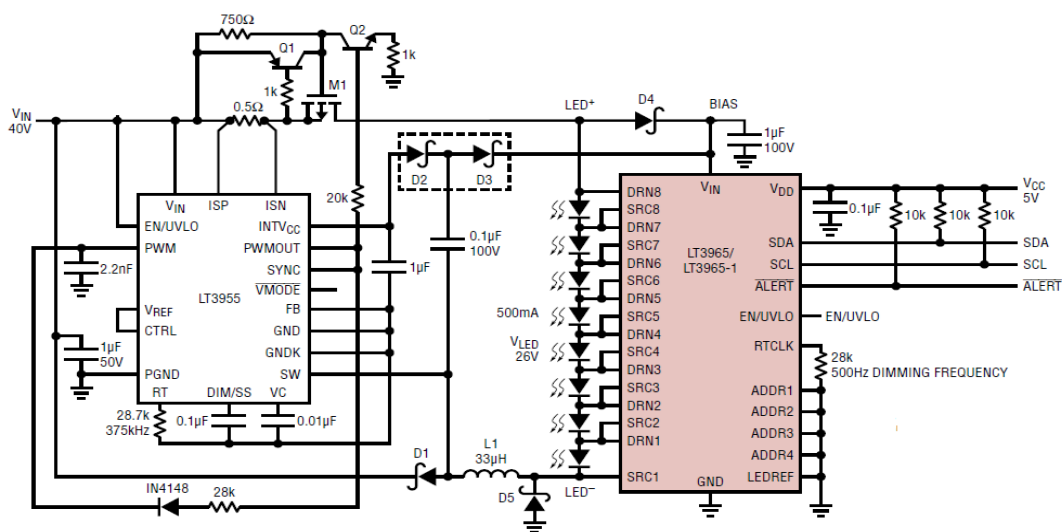 750Ω
Q1
Q2
1k
1k
M1
VIN
40V
0.5Ω
LED+
D4
BIAS
1µF
100V
D2
D3
VIN
ISP
ISN
EN/UVLO
PWM
2.2nF
VREF
CTRL
1µF
50V
PGND
LT3955
INTVCC
PWMOUT
SYNC
VMODE
FB
GND
GNDK
SW
RT
DIM/SS
VC
28.7k
375kHz
0.1µF
0.01µF
20k
1µF
0.1µF
100V
500mA
VLED
26V
D1
L1
33µH
D5
LED–
IN4148
28k
VIN
VDD
DRN8
SRC8
DRN7
SRC7
DRN6
SRC6
DRN5
SRC5
DRN4
SRC4
DRN3
SRC3
DRN2
SRC2
DRN1
SRC1
LT3965/
LT3965-1
SDA
SCL
ALERT
EN/UVLO
RTCLK
ADDR1
ADDR2
ADDR3
ADDR4
LEDREF
GND
0.1µF
10k
10k
10k
VCC
5V
SDA
SCL
ALERT
EN/UVLO
28k
500Hz DIMMING FREQUENCY